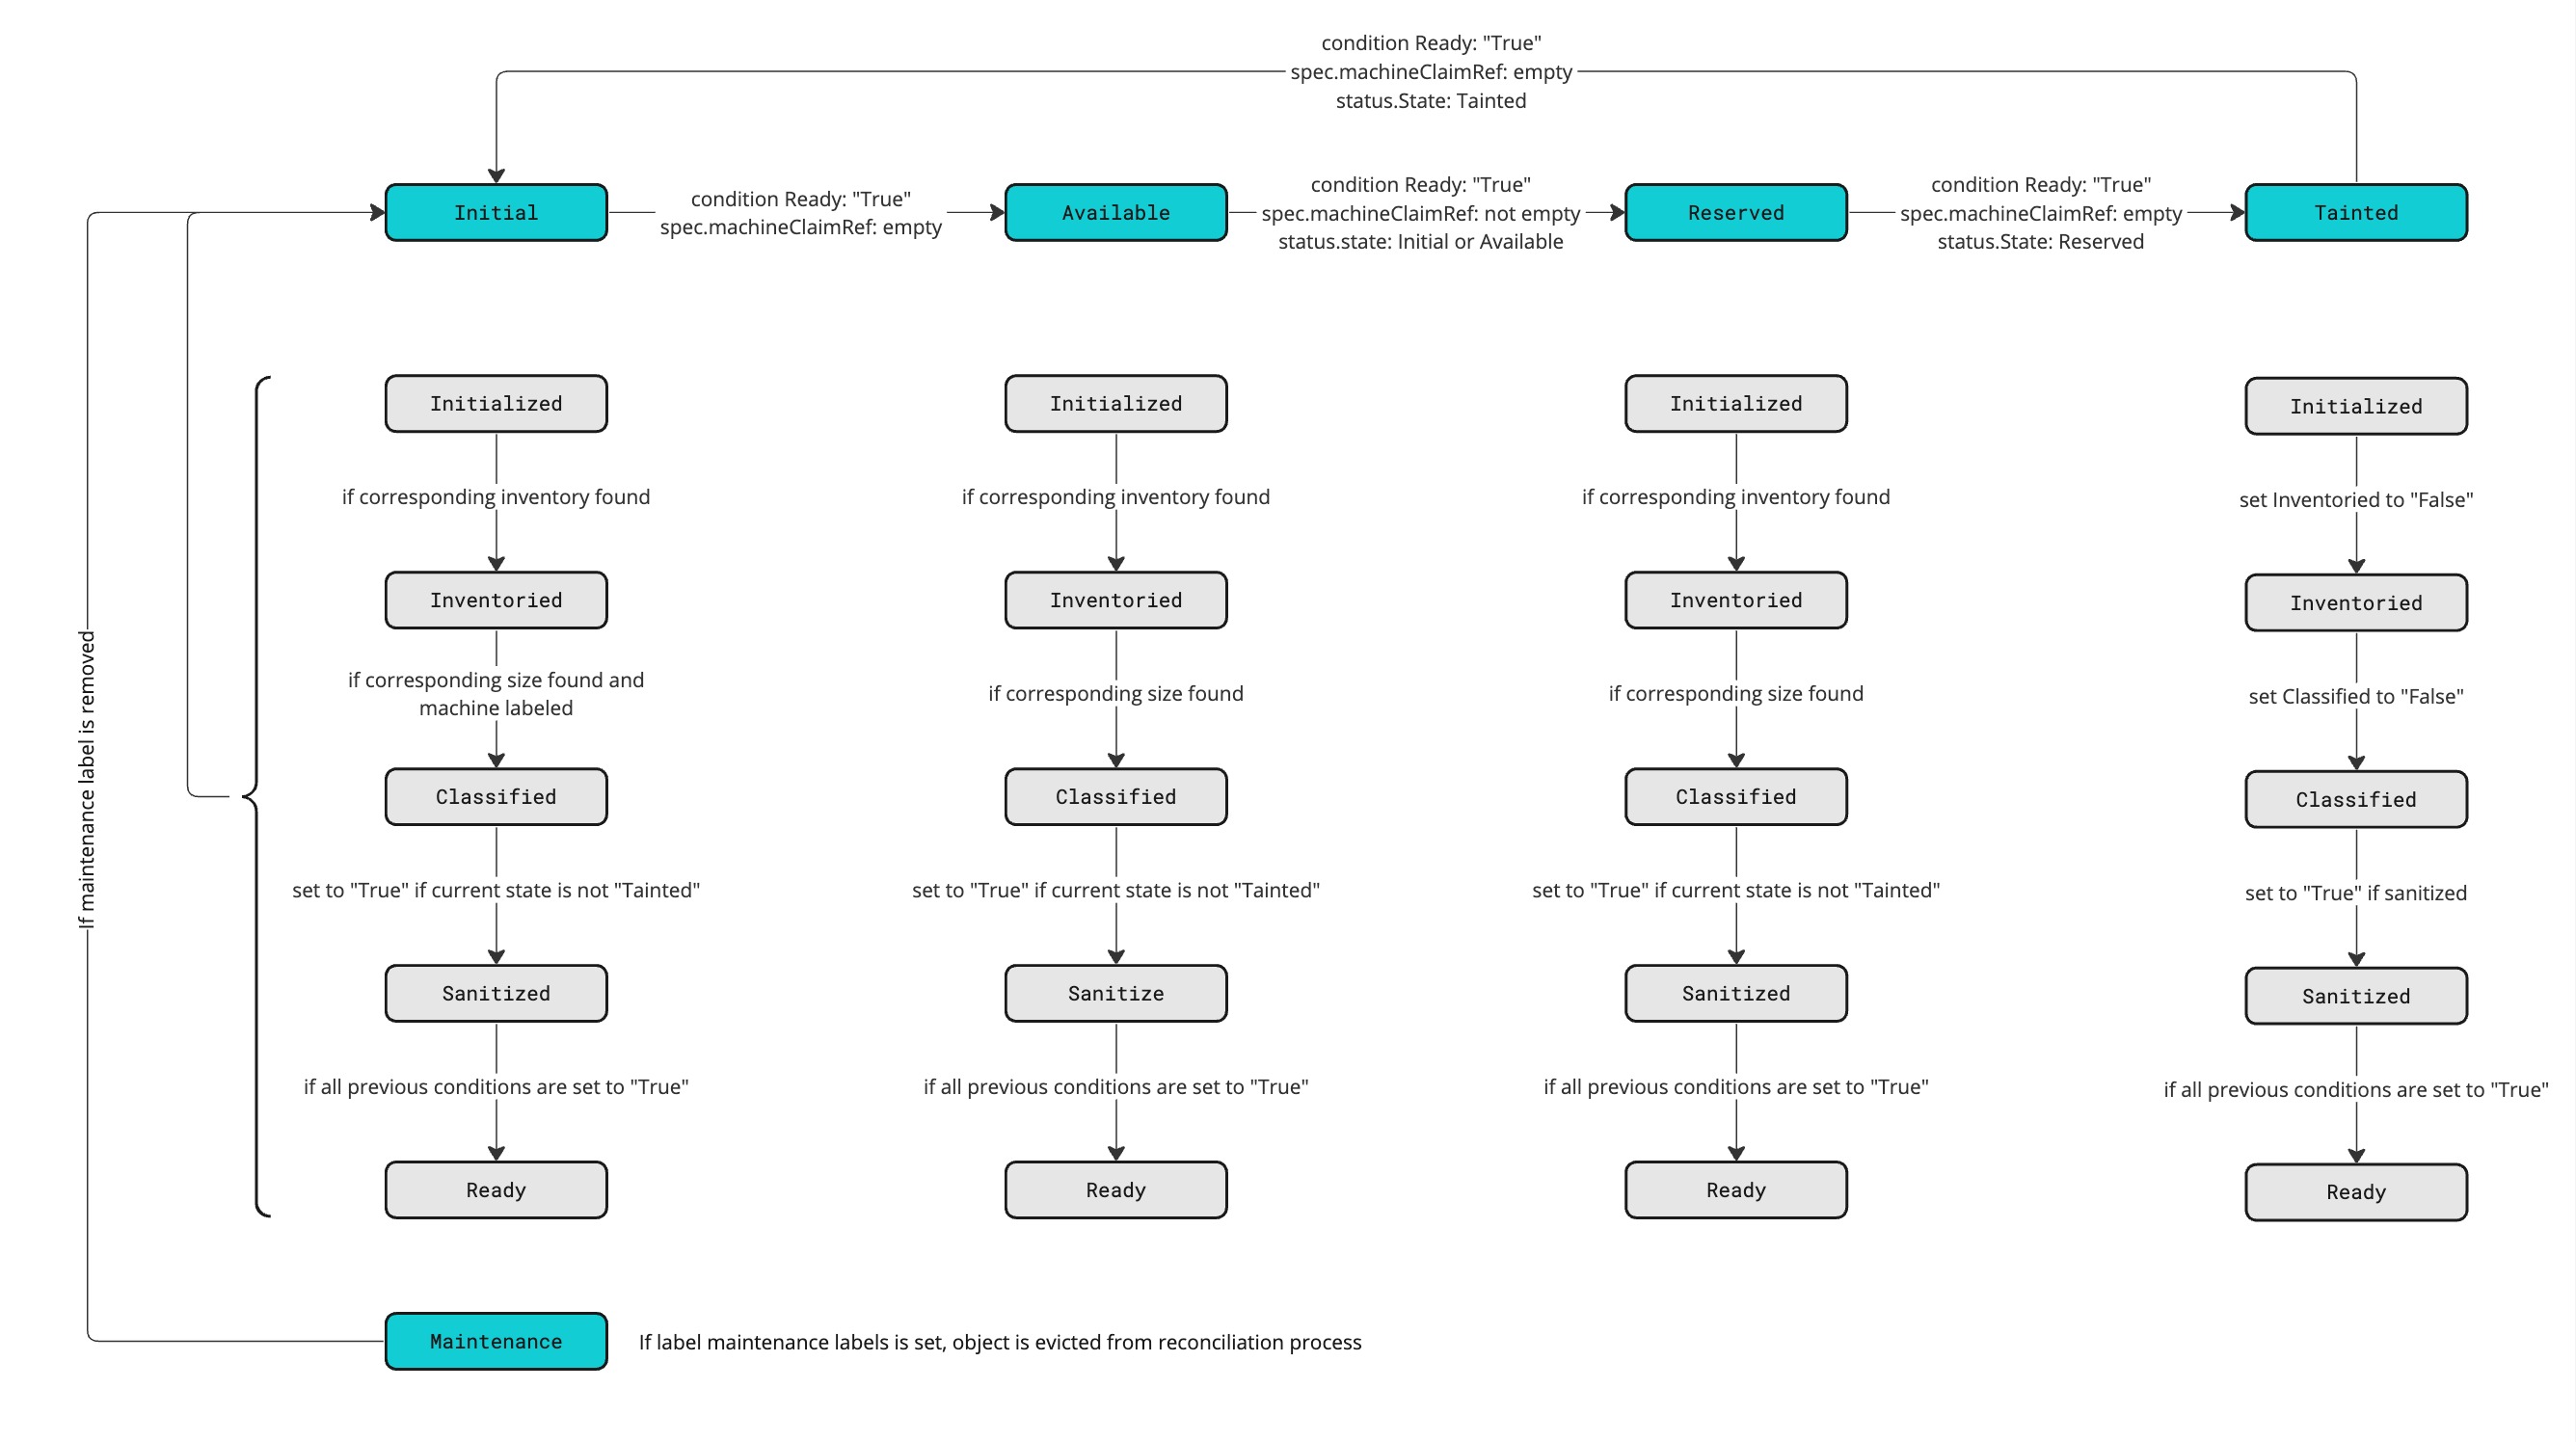 condition Ready: "True"
spec.machineClaimRef: empty
status.State: Tainted
Initial
condition Ready: "True"
spec.machineClaimRef: empty
Available
condition Ready: "True"
spec.machineClaimRef: not empty
status.state: Initial or Available
Reserved
condition Ready: "True"
spec.machineClaimRef: empty
status.State: Reserved
Tainted
If maintenance label is removed
Initialized
if corresponding inventory found
Inventoried
if corresponding size found and
machine labeled
Classified
set to "True" if current state is not "Tainted"
Sanitized
if all previous conditions are set to "True"
Ready
Initialized
if corresponding inventory found
Inventoried
if corresponding size found
Classified
set to "True" if current state is not "Tainted"
Sanitize
if all previous conditions are set to "True"
Ready
Initialized
if corresponding inventory found
Inventoried
if corresponding size found
Classified
set to "True" if current state is not "Tainted"
Sanitized
if all previous conditions are set to "True"
Ready
Initialized
set Inventoried to "False"
Inventoried
set Classified to "False"
Classified
set to "True" if sanitized
Sanitized
if all previous conditions are set to "True"
Ready
Maintenance
If label maintenance labels is set, object is evicted from reconciliation process